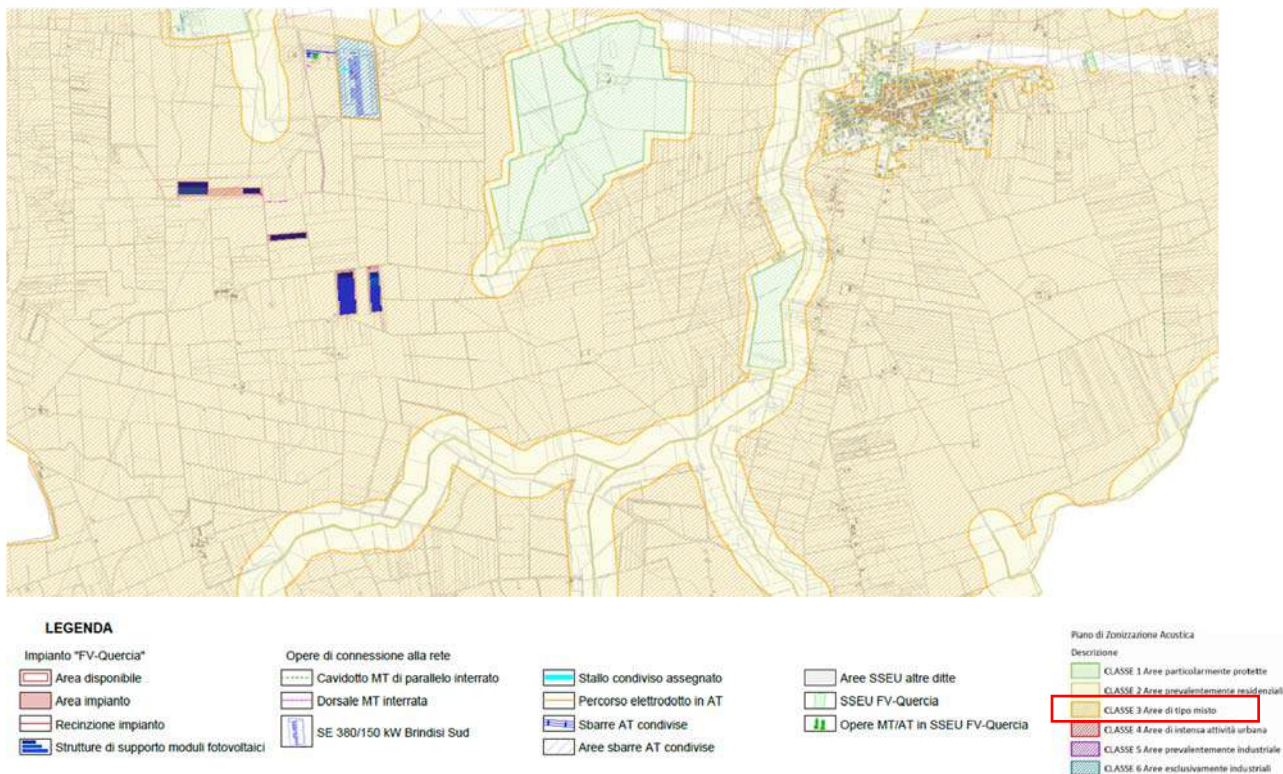 LEGENDA
Impianto "FV-Quercia"
Area disponibile
Area impianto
Recinzione impianto
Strutture di supporto moduli fotovoltaici
Opere di connessione alla rete
Cavidotto MT di parallelo interrato
Dorsale MT interrata
SE 380/150 kW Brindisi Sud
Stallo condiviso assegnato
Percorso elettrodotto in AT
Sbarre AT condivise
Aree sbarre AT condivise
Aree SSEU altre ditte
SSEU FV-Quercia
Opere MT/AT in SSEU FV-Quercia
Piano di Zonizzazione Acustica
Descrizione
CLASSE 1 Aree particolarmente protette
CLASSE 2 Aree prevalentemente residenziali
CLASSE 3 Aree di tipo misto
CLASSE 4 Aree di intensa attività urbana
CLASSE 5 Aree prevalentemente industriale
CLASSE 6 Aree esclusivamente industriali